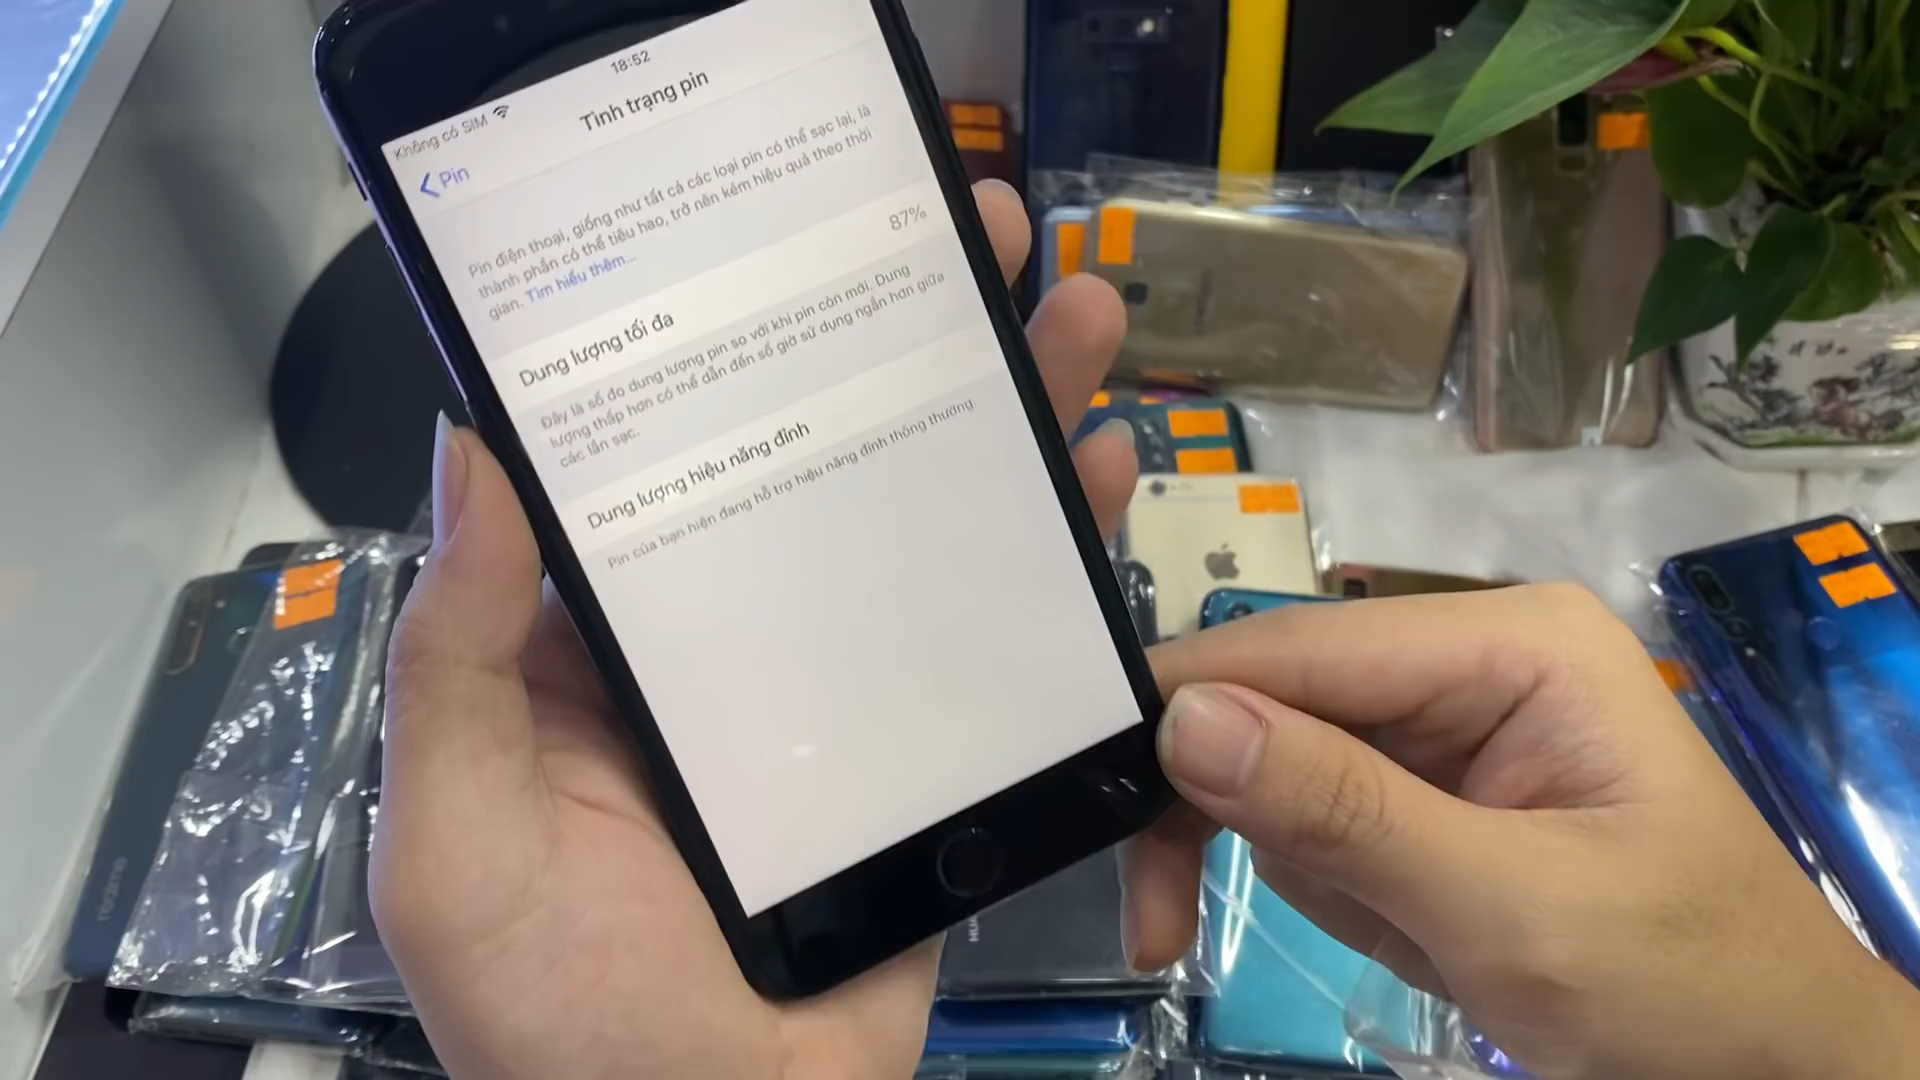 Không có SIM
18:52
Pin
Tình trạng pin
Pin điện thoại, giống như tất cả các loại pin có thể sạc lại, là
thành phần có thể tiêu hao, trở nên kém hiệu quả theo thời
gian. Tìm hiểu thêm...
Dung lượng tối đa 87%
Đây là số đo dung lượng pin so với khi pin còn mới. Dung
lượng thấp hơn có thể dẫn đến số giờ sử dụng ngắn hơn giữa
các lần sạc.
Dung lượng hiệu năng đỉnh
Pin của bạn hiện đang hỗ trợ hiệu năng đỉnh thông thường.
realme